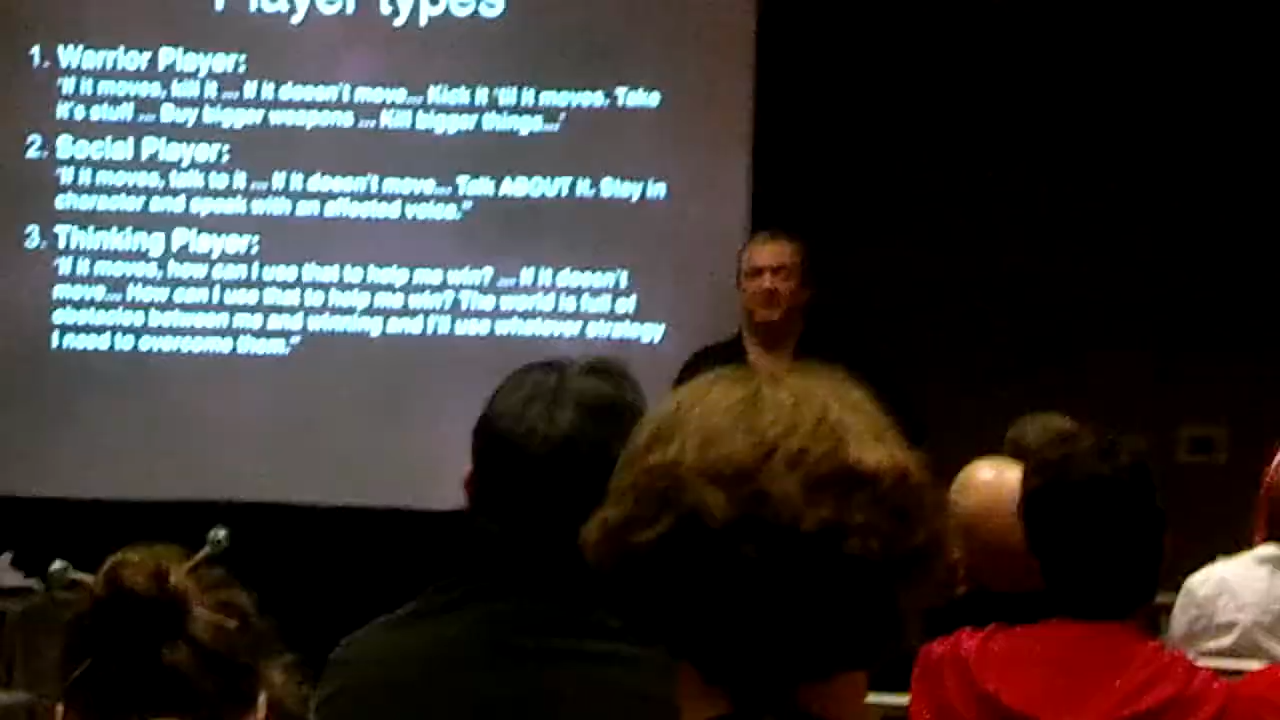 Player types
1. Warrior Player:
'If it moves, kill it ... If it doesn't move... Kick it 'til it moves. Take
it's stuff ... Buy bigger weapons ... Kill bigger things...'
2. Social Player:
'If it moves, talk to it ... If it doesn't move... Talk ABOUT it. Stay in
character and speak with an affected voice."
3. Thinking Player:
'If it moves, how can I use that to help me win? ... If it doesn't
move... How can I use that to help me win? The world is full of
obstacles between me and winning and I'll use whatever strategy
I need to overcome them."